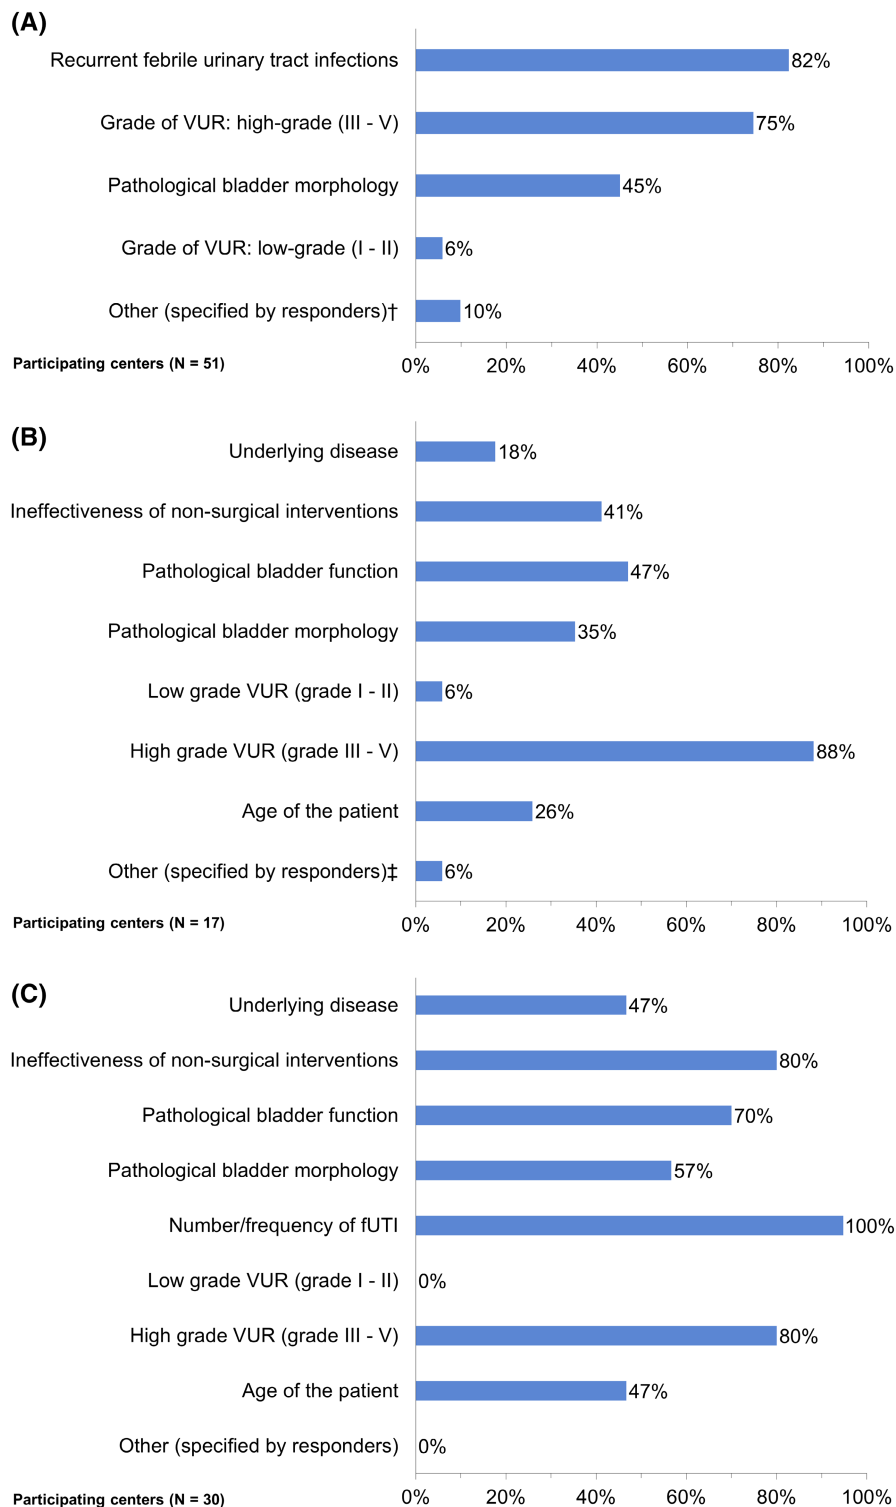 (A)
Recurrent febrile urinary tract infections 82%
Grade of VUR: high-grade (III - V) 75%
Pathological bladder morphology 45%
Grade of VUR: low-grade (I - II) 6%
Other (specified by responders)† 10%
Participating centers (N = 51) 0% 20% 40% 60% 80% 100%
(B)
Underlying disease 18%
Ineffectiveness of non-surgical interventions 41%
Pathological bladder function 47%
Pathological bladder morphology 35%
Low grade VUR (grade I - II) 6%
High grade VUR (grade III - V) 88%
Age of the patient 26%
Other (specified by responders)‡ 6%
Participating centers (N = 17) 0% 20% 40% 60% 80% 100%
(C)
Underlying disease 47%
Ineffectiveness of non-surgical interventions 80%
Pathological bladder function 70%
Pathological bladder morphology 57%
Number/frequency of fUTI 100%
Low grade VUR (grade I - II) 0%
High grade VUR (grade III - V) 80%
Age of the patient 47%
Other (specified by responders) 0%
Participating centers (N = 30) 0% 20% 40% 60% 80% 100%